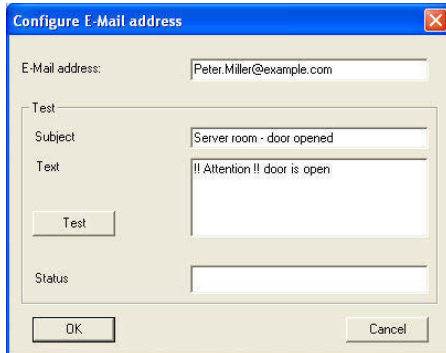 Configure E-Mail address
E-Mail address: Peter.Miller@example.com
Test
Subject Server room - door opened
Text !! Attention !! door is open
Test
Status
OK Cancel